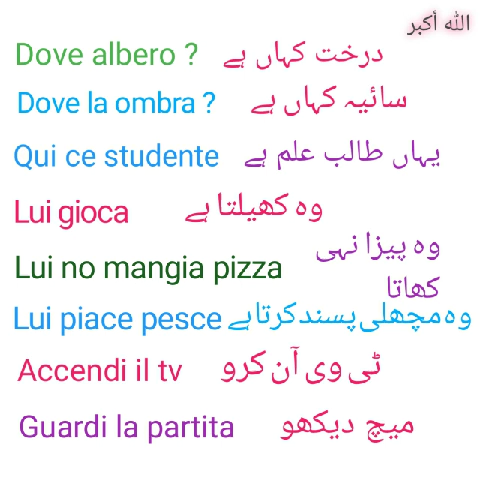 الله أكبر
Dove albero ? درخت کہاں ہے
Dove la ombra ? سائیہ کہاں ہے
Qui ce studente یہاں طالب علم ہے
Lui gioca وہ کھیلتا ہے
Lui no mangia pizza وہ پیزا نہی
کھاتا
Lui piace pesce وہ مچھلی پسند کرتا ہے
Accendi il tv ٹی وی آن کرو
Guardi la partita میچ دیکھو